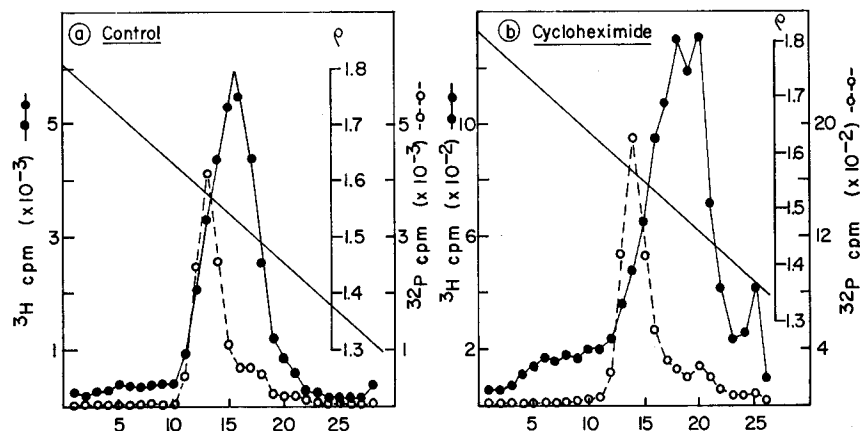 a Control
ρ
³H cpm (x 10⁻³)
5
3
1
1.8
1.7
1.6
1.5
1.4
1.3
³²P cpm (x 10⁻³)
5
3
1
5 10 15 20 25
b Cycloheximide
ρ
³H cpm (x 10⁻²)
10
6
2
1.8
1.7
1.6
1.5
1.4
1.3
³²P cpm (x 10⁻²)
20
12
4
5 10 15 20 25